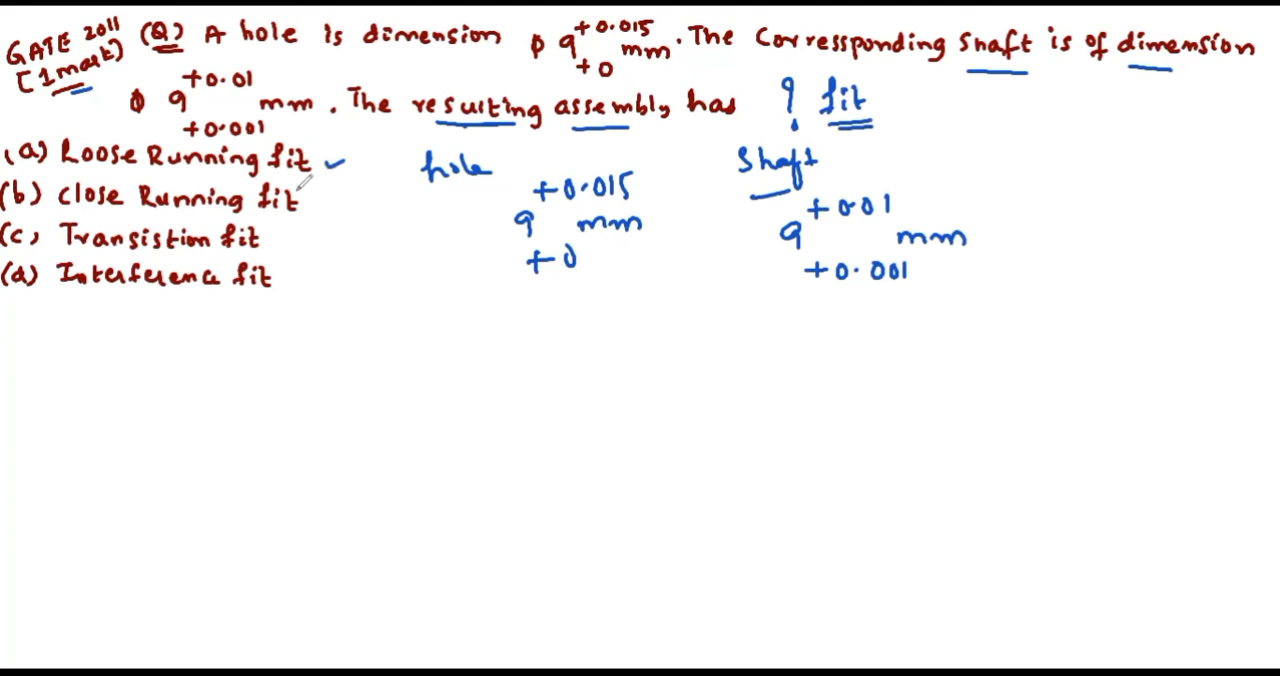 GATE 2011 (Q) A hole is dimension φ 9 +0.015 +0 mm. The Corressponding Shaft is of dimension
[1 mark] φ 9 +0.01 +0.001 mm. The resulting assembly has ? fit
(a) Loose Running fit ✓
(b) Close Running fit
(c) Transistion fit
(d) Interference fit
hole
9 +0.015 +0 mm
Shaft
9 +0.01 +0.001 mm